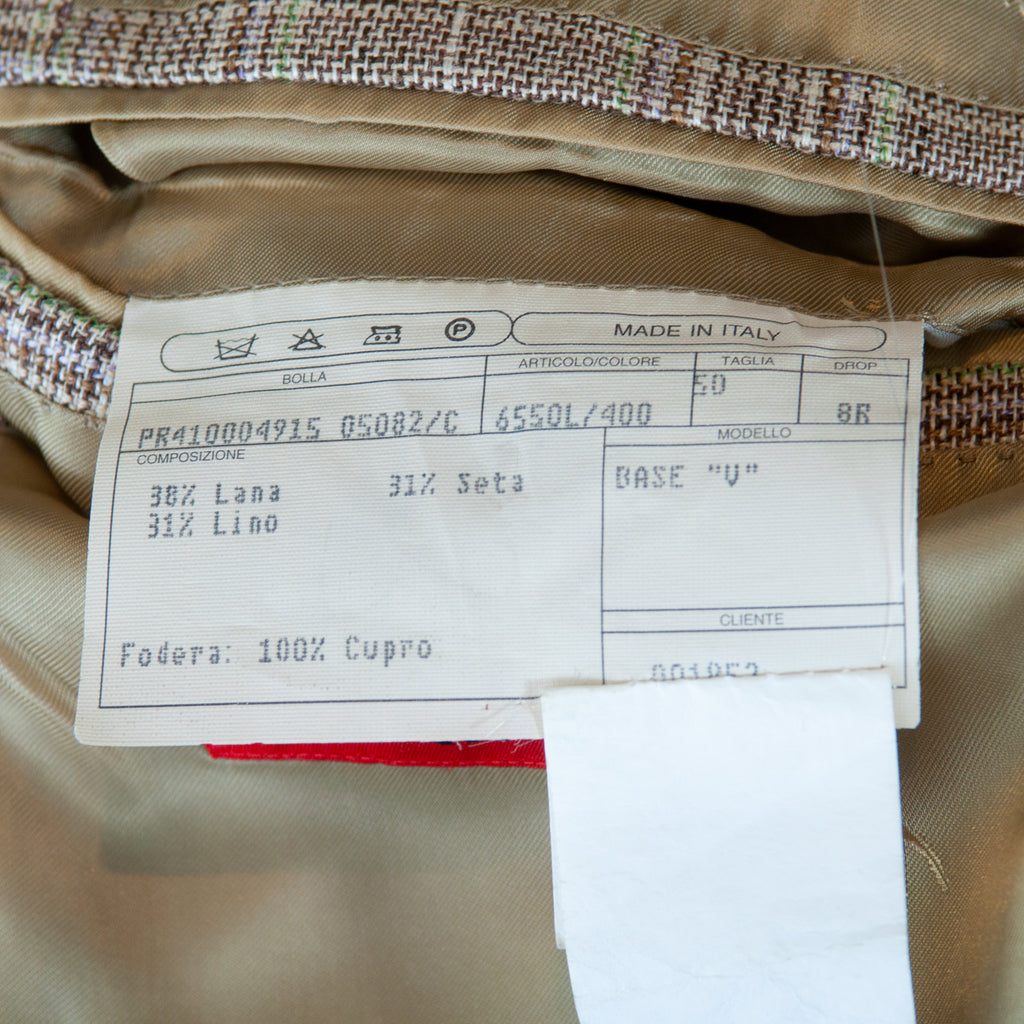 P MADE IN ITALY
BOLLA ARTICOLO/COLORE TAGLIA DROP
PR410004915 05082/C 6550L/400 50 8R
COMPOSIZIONE MODELLO
38% Lana 31% Seta BASE "V"
31% Lino
CLIENTE
Fodera: 100% Cupro